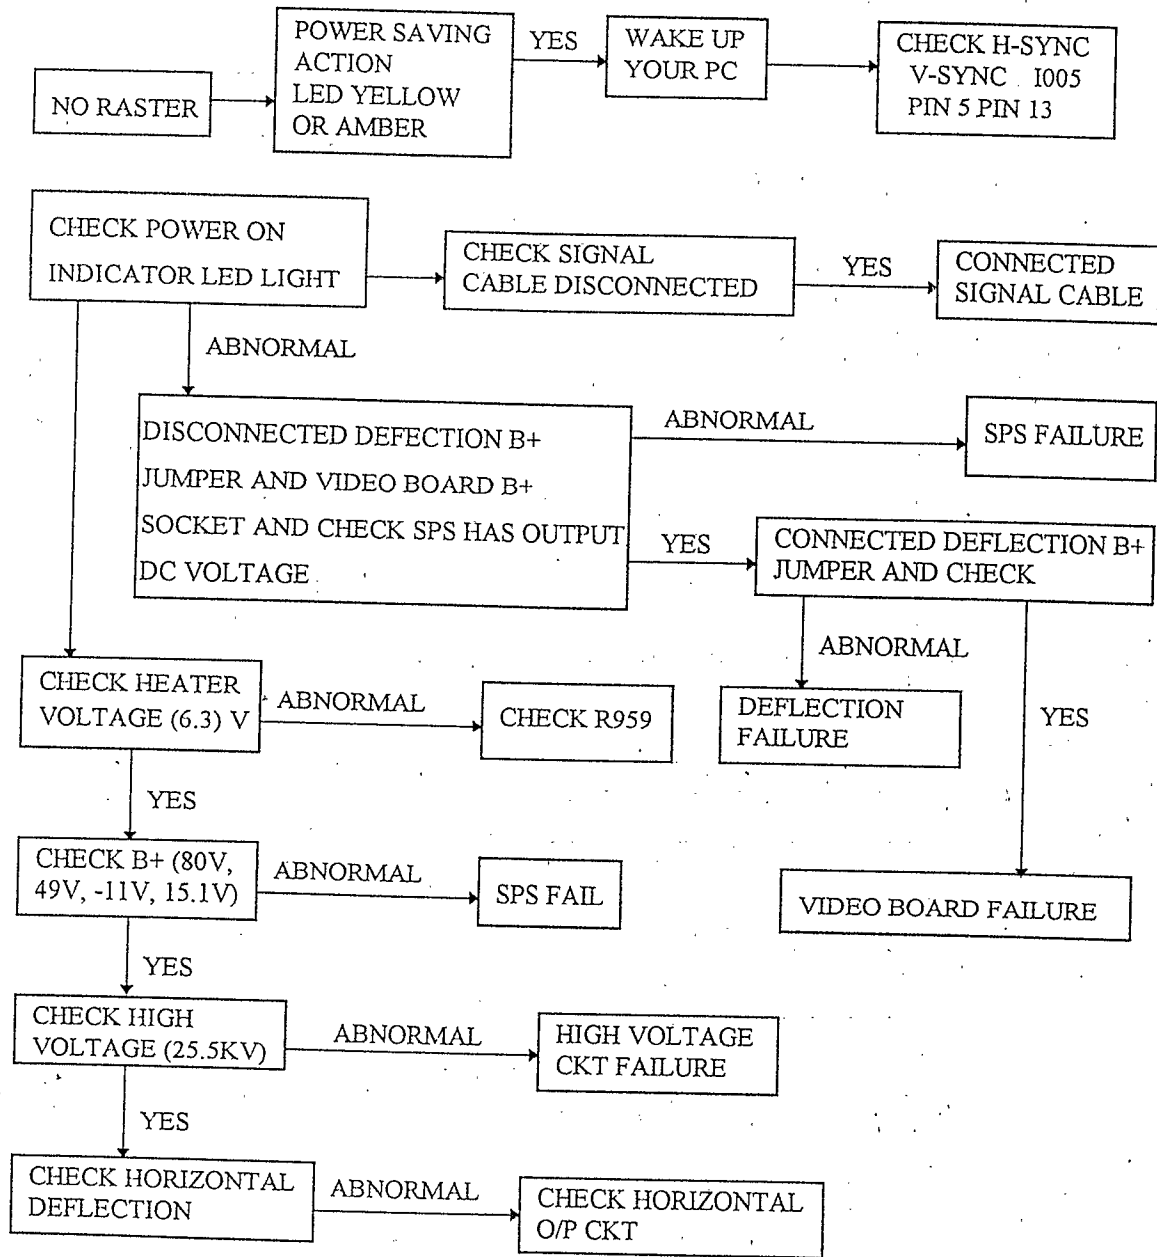 NO RASTER
POWER SAVING
ACTION
LED YELLOW
OR AMBER
YES
WAKE UP
YOUR PC
CHECK H-SYNC
V-SYNC I005
PIN 5 PIN 13
CHECK POWER ON
INDICATOR LED LIGHT
CHECK SIGNAL
CABLE DISCONNECTED
YES
CONNECTED
SIGNAL CABLE
ABNORMAL
DISCONNECTED DEFECTION B+
JUMPER AND VIDEO BOARD B+
SOCKET AND CHECK SPS HAS OUTPUT
DC VOLTAGE
ABNORMAL
SPS FAILURE
YES
CONNECTED DEFLECTION B+
JUMPER AND CHECK
ABNORMAL
DEFLECTION
FAILURE
YES
VIDEO BOARD FAILURE
CHECK HEATER
VOLTAGE (6.3) V
ABNORMAL
CHECK R959
YES
CHECK B+ (80V,
49V, -11V, 15.1V)
ABNORMAL
SPS FAIL
YES
CHECK HIGH
VOLTAGE (25.5KV)
ABNORMAL
HIGH VOLTAGE
CKT FAILURE
YES
CHECK HORIZONTAL
DEFLECTION
ABNORMAL
CHECK HORIZONTAL
O/P CKT